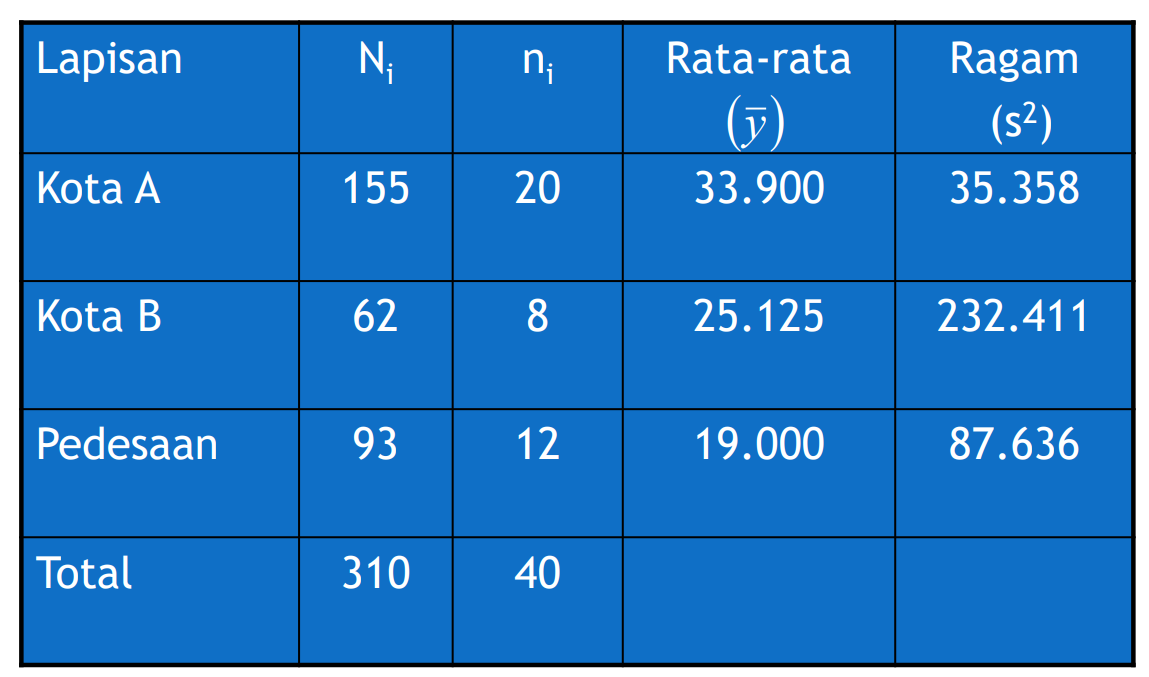 Lapisan Nᵢ nᵢ Rata-rata Ragam
(ȳ) (s²)
Kota A 155 20 33.900 35.358
Kota B 62 8 25.125 232.411
Pedesaan 93 12 19.000 87.636
Total 310 40